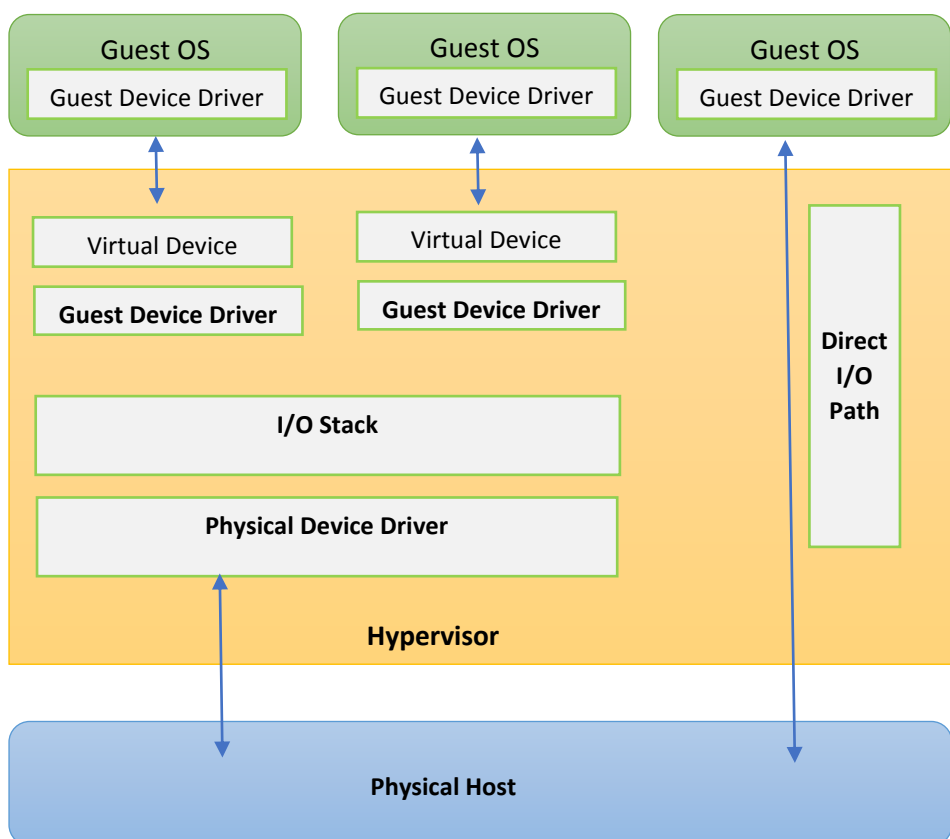 Guest OS
Guest Device Driver
Guest OS
Guest Device Driver
Guest OS
Guest Device Driver
Virtual Device
Guest Device Driver
Virtual Device
Guest Device Driver
Direct
I/O
Path
I/O Stack
Physical Device Driver
Hypervisor
Physical Host